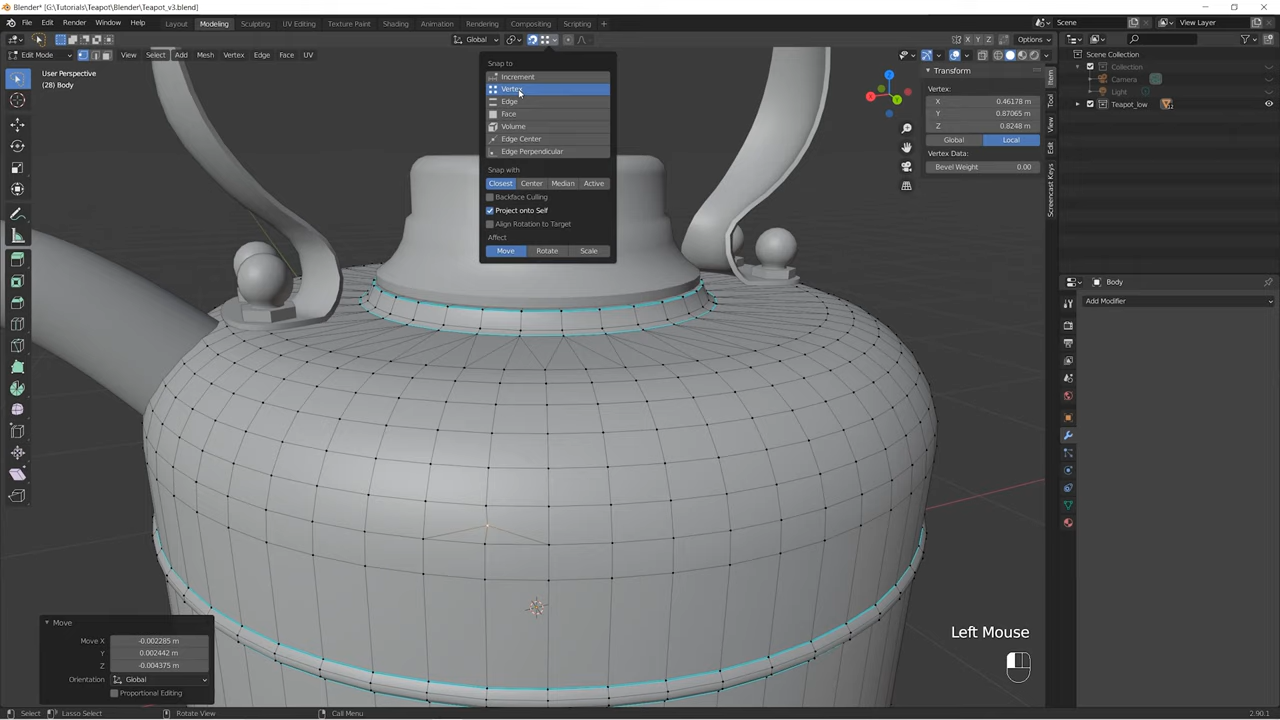 Blender* [G:\Tutorials\Teapot\Blender\Teapot_v3.blend]
File Edit Render Window Help Layout Modeling Sculpting UV Editing Texture Paint Shading Animation Rendering Compositing Scripting Scene View Layer
Global X Y Z Options
Edit Mode View Select Add Mesh Vertex Edge Face UV
User Perspective
(28) Body
Snap to
Increment
Vertex
Edge
Face
Volume
Edge Center
Edge Perpendicular
Snap with
Closest Center Median Active
Backface Culling
Project onto Self
Align Rotation to Target
Affect
Move Rotate Scale
Transform
Vertex:
X 0.46178 m
Y 0.87065 m
Z 0.8248 m
Global Local
Vertex Data:
Bevel Weight 0.00
Item
Tool
View
Edit
Screencast Keys
Scene Collection
Collection
Camera
Light
Teapot_low
Body
Add Modifier
Move
Move X -0.002285 m
Y 0.002442 m
Z -0.004375 m
Orientation Global
Proportional Editing
Left Mouse
Select Lasso Select Rotate View Call Menu 2.90.1